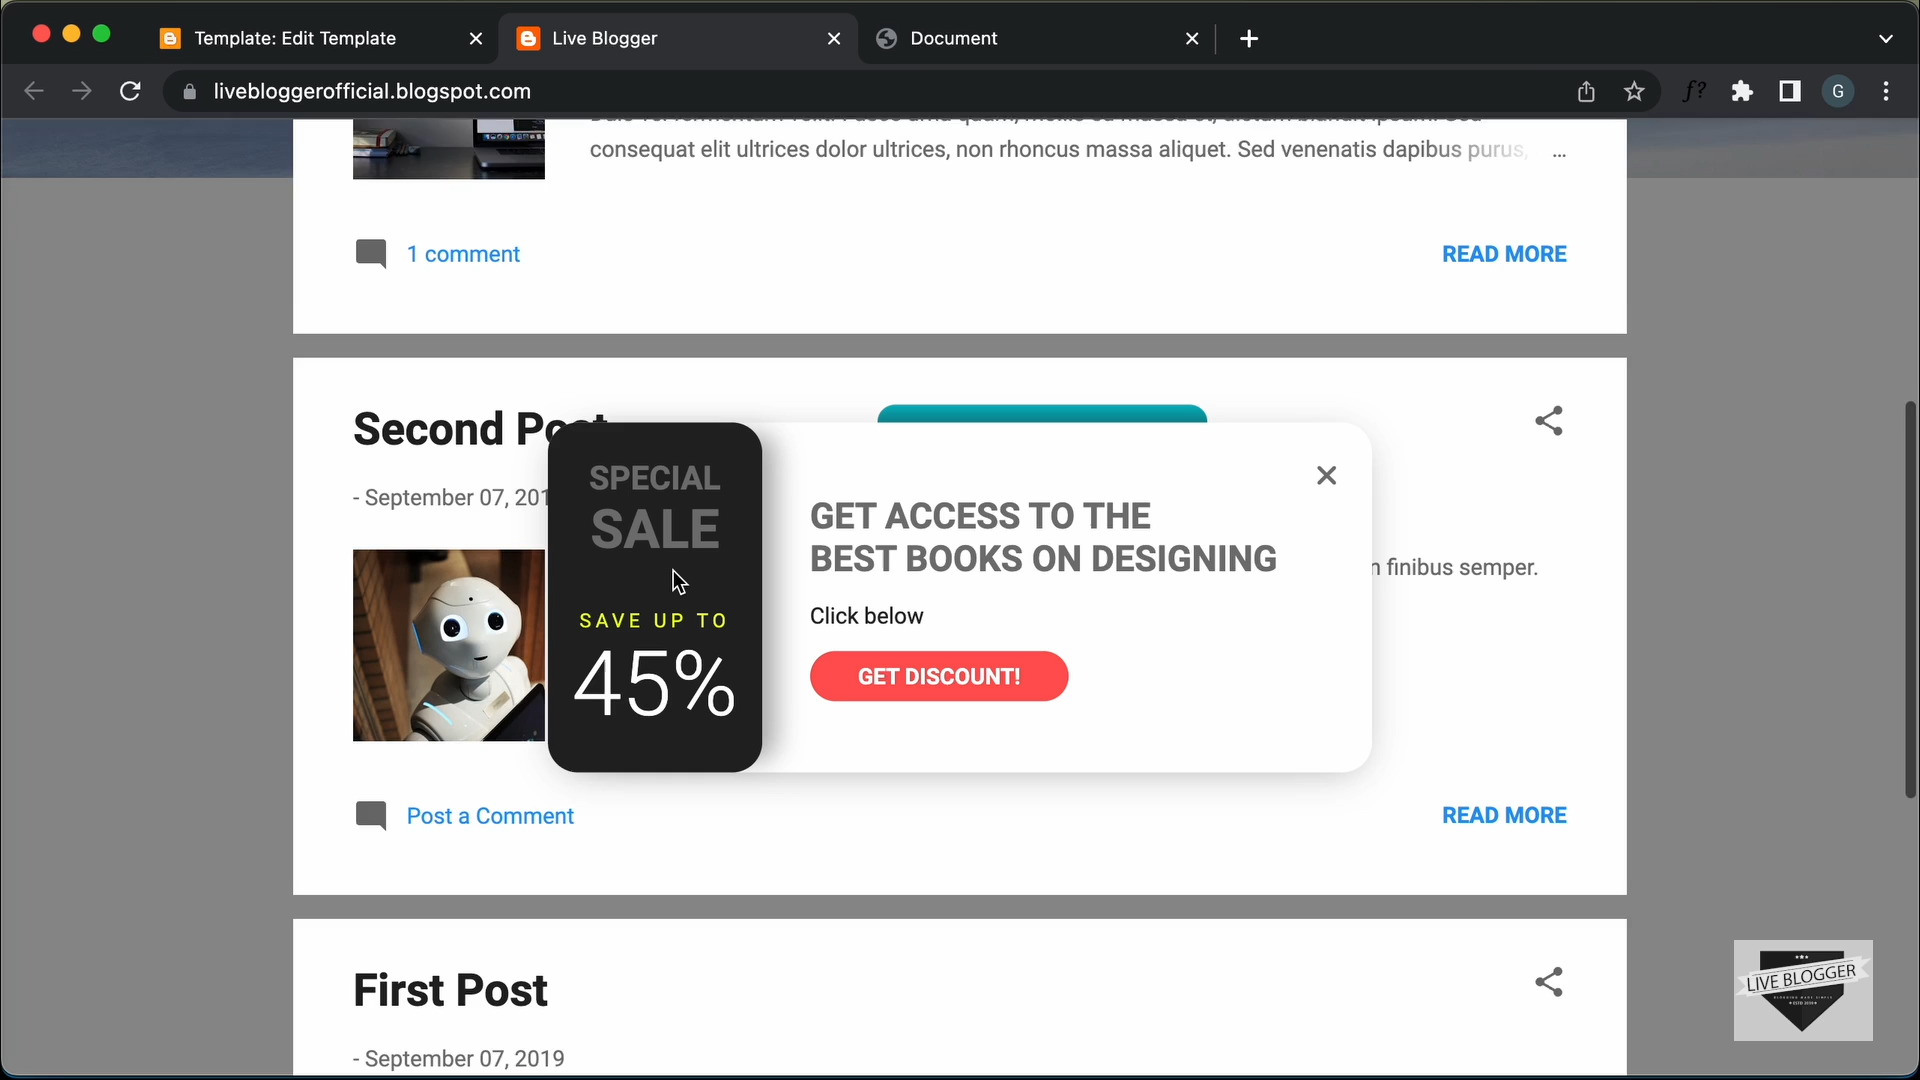 Template: Edit Template
Live Blogger
Document
livebloggerofficial.blogspot.com
G
consequat elit ultrices dolor ultrices, non rhoncus massa aliquet. Sed venenatis dapibus purus, ...
1 comment
READ MORE
Second Post
- September 07, 201
SPECIAL
SALE
SAVE UP TO
45%
GET ACCESS TO THE
BEST BOOKS ON DESIGNING
Click below
GET DISCOUNT!
n finibus semper.
Post a Comment
READ MORE
First Post
- September 07, 2019
LIVE BLOGGER